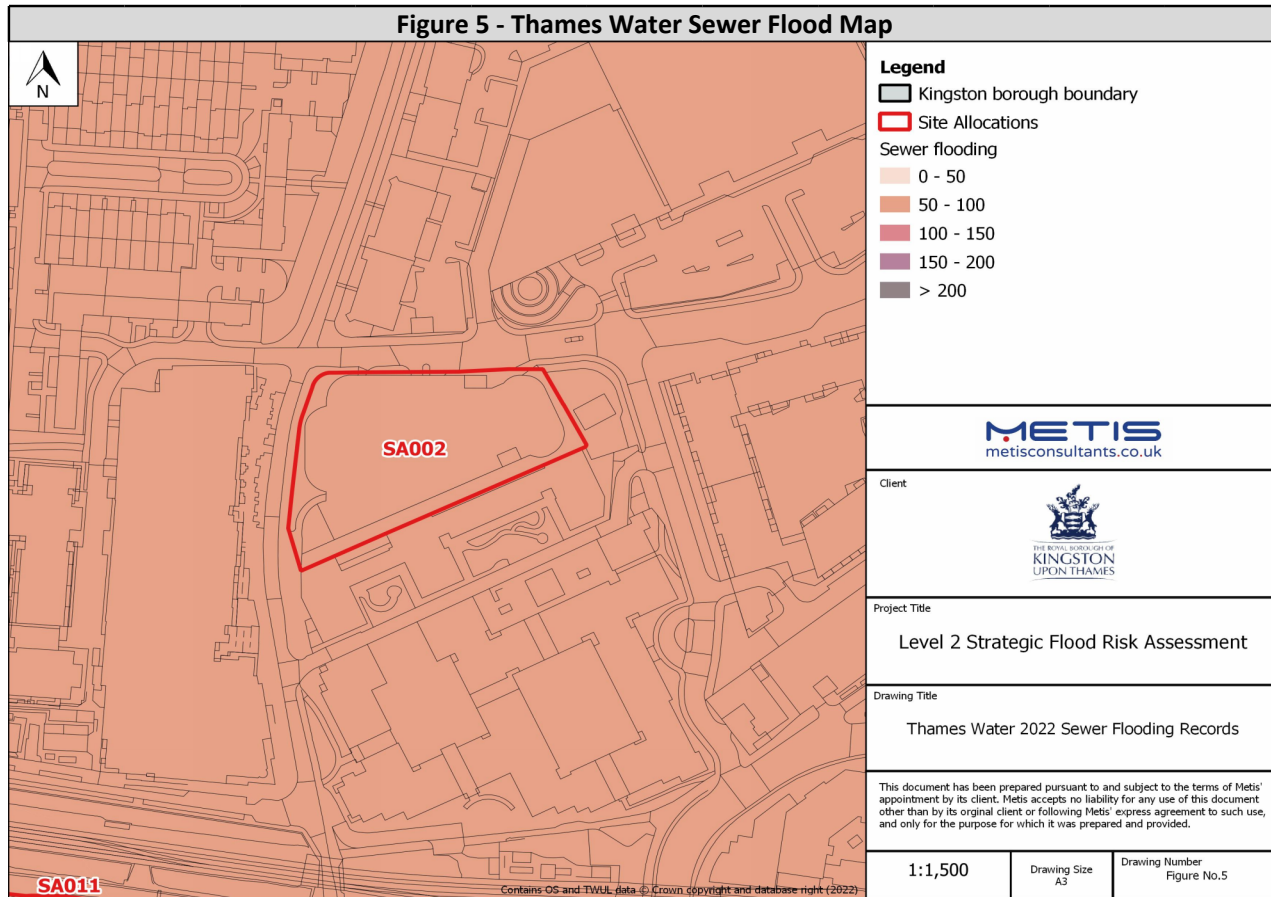 Figure 5 - Thames Water Sewer Flood Map
N
SA002
SA011
Contains OS and TWUL data © Crown copyright and database right (2022)
Legend
Kingston borough boundary
Site Allocations
Sewer flooding
0 - 50
50 - 100
100 - 150
150 - 200
> 200
METIS
metisconsultants.co.uk
Client
THE ROYAL BOROUGH OF
KINGSTON
UPON THAMES
Project Title
Level 2 Strategic Flood Risk Assessment
Drawing Title
Thames Water 2022 Sewer Flooding Records
This document has been prepared pursuant to and subject to the terms of Metis'
appointment by its client. Metis accepts no liability for any use of this document
other than by its orginal client or following Metis' express agreement to such use,
and only for the purpose for which it was prepared and provided.
1:1,500
Drawing Size
A3
Drawing Number
Figure No.5